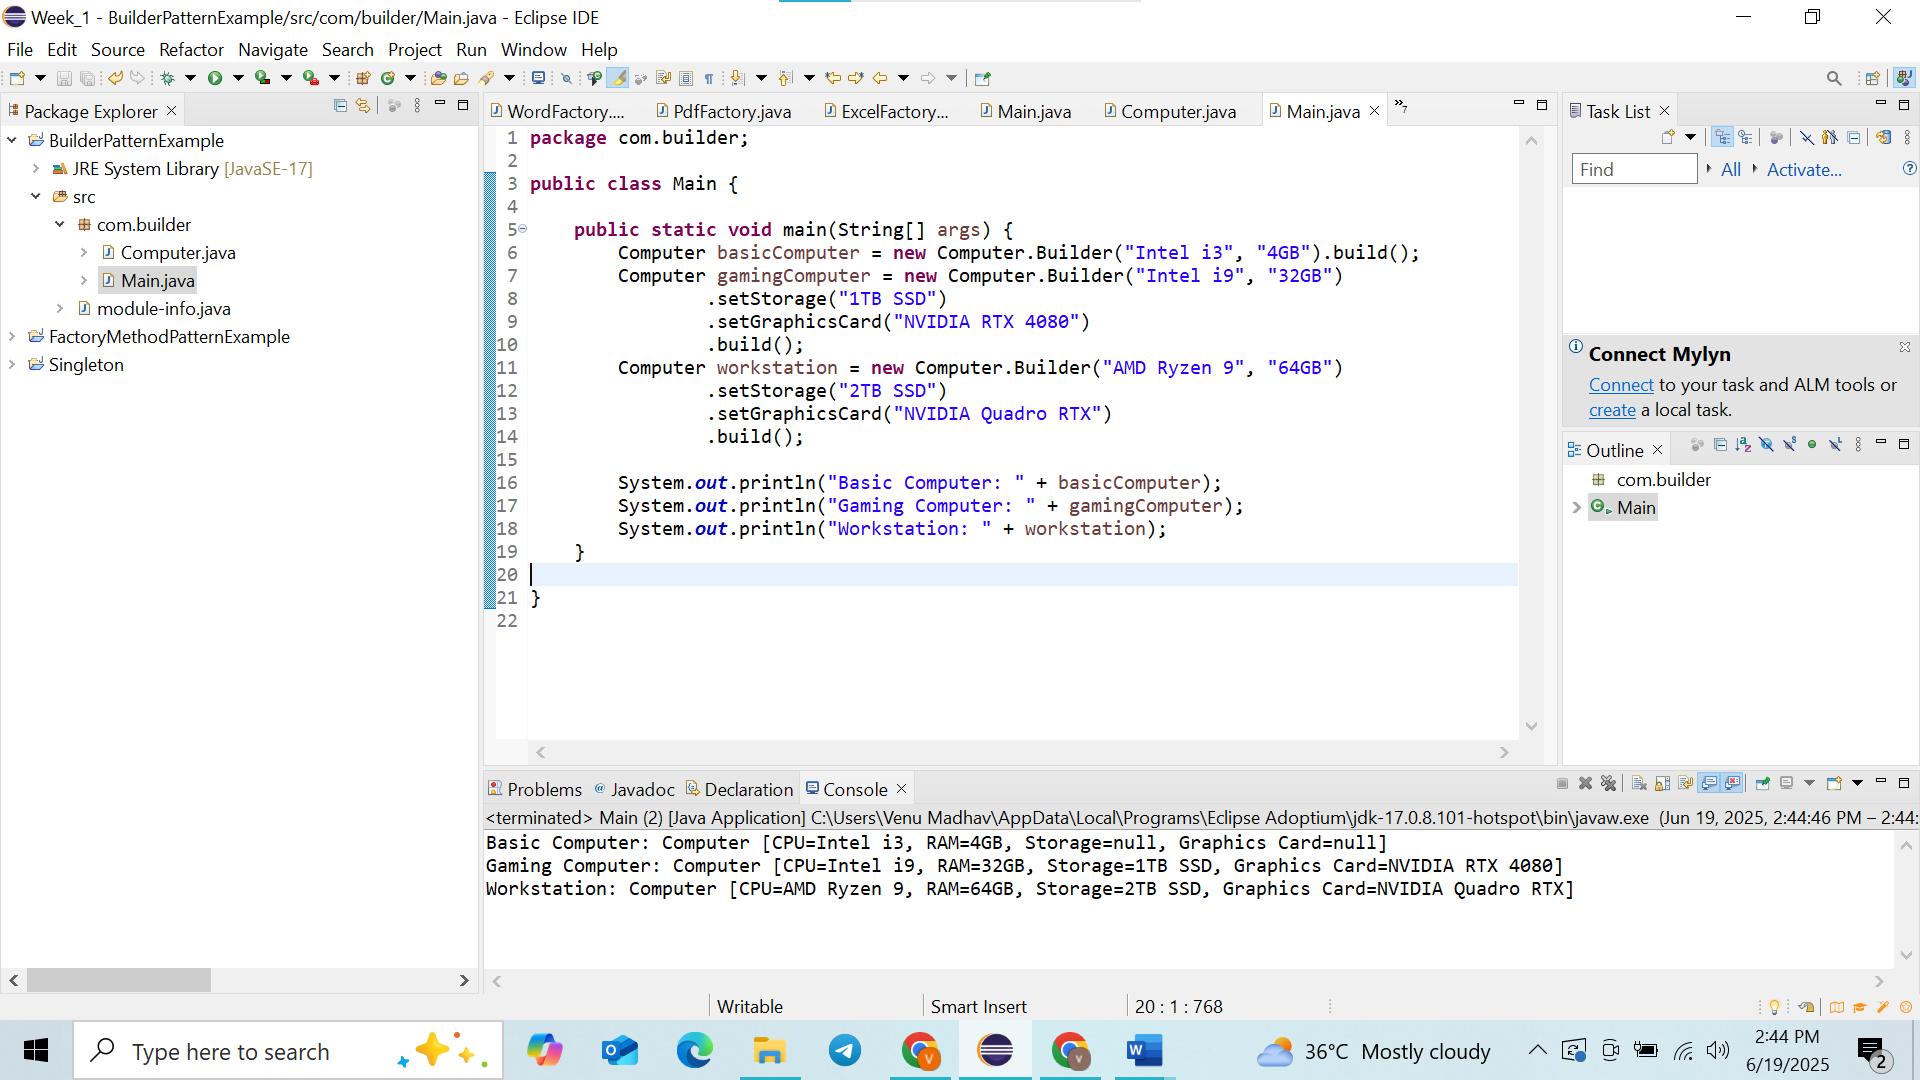 Week_1 - BuilderPatternExample/src/com/builder/Main.java - Eclipse IDE
File Edit Source Refactor Navigate Search Project Run Window Help
Package Explorer
BuilderPatternExample
JRE System Library [JavaSE-17]
src
com.builder
Computer.java
Main.java
module-info.java
FactoryMethodPatternExample
Singleton
WordFactory.... PdfFactory.java ExcelFactory... Main.java Computer.java Main.java »7
1 package com.builder;
2
3 public class Main {
4
5 public static void main(String[] args) {
6 Computer basicComputer = new Computer.Builder("Intel i3", "4GB").build();
7 Computer gamingComputer = new Computer.Builder("Intel i9", "32GB")
8 .setStorage("1TB SSD")
9 .setGraphicsCard("NVIDIA RTX 4080")
10 .build();
11 Computer workstation = new Computer.Builder("AMD Ryzen 9", "64GB")
12 .setStorage("2TB SSD")
13 .setGraphicsCard("NVIDIA Quadro RTX")
14 .build();
15
16 System.out.println("Basic Computer: " + basicComputer);
17 System.out.println("Gaming Computer: " + gamingComputer);
18 System.out.println("Workstation: " + workstation);
19 }
20
21 }
22
Task List
Find All Activate...
Connect Mylyn
Connect to your task and ALM tools or
create a local task.
Outline
com.builder
Main
Problems Javadoc Declaration Console
<terminated> Main (2) [Java Application] C:\Users\Venu Madhav\AppData\Local\Programs\Eclipse Adoptium\jdk-17.0.8.101-hotspot\bin\javaw.exe (Jun 19, 2025, 2:44:46 PM – 2:44:
Basic Computer: Computer [CPU=Intel i3, RAM=4GB, Storage=null, Graphics Card=null]
Gaming Computer: Computer [CPU=Intel i9, RAM=32GB, Storage=1TB SSD, Graphics Card=NVIDIA RTX 4080]
Workstation: Computer [CPU=AMD Ryzen 9, RAM=64GB, Storage=2TB SSD, Graphics Card=NVIDIA Quadro RTX]
Writable Smart Insert 20 : 1 : 768
Type here to search
36°C Mostly cloudy
2:44 PM
6/19/2025
2